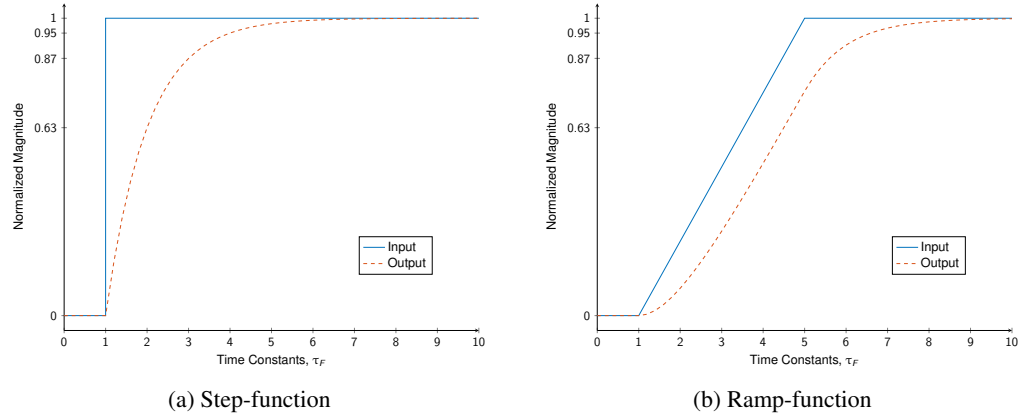 1
0.95
0.87
0.63
0
Normalized Magnitude
Input
Output
0 1 2 3 4 5 6 7 8 9 10
Time Constants, τF
(a) Step-function
1
0.95
0.87
0.63
0
Normalized Magnitude
Input
Output
0 1 2 3 4 5 6 7 8 9 10
Time Constants, τF
(b) Ramp-function